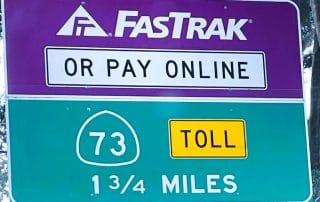 FASTRAK
OR PAY ONLINE
73 TOLL
1 3/4 MILES